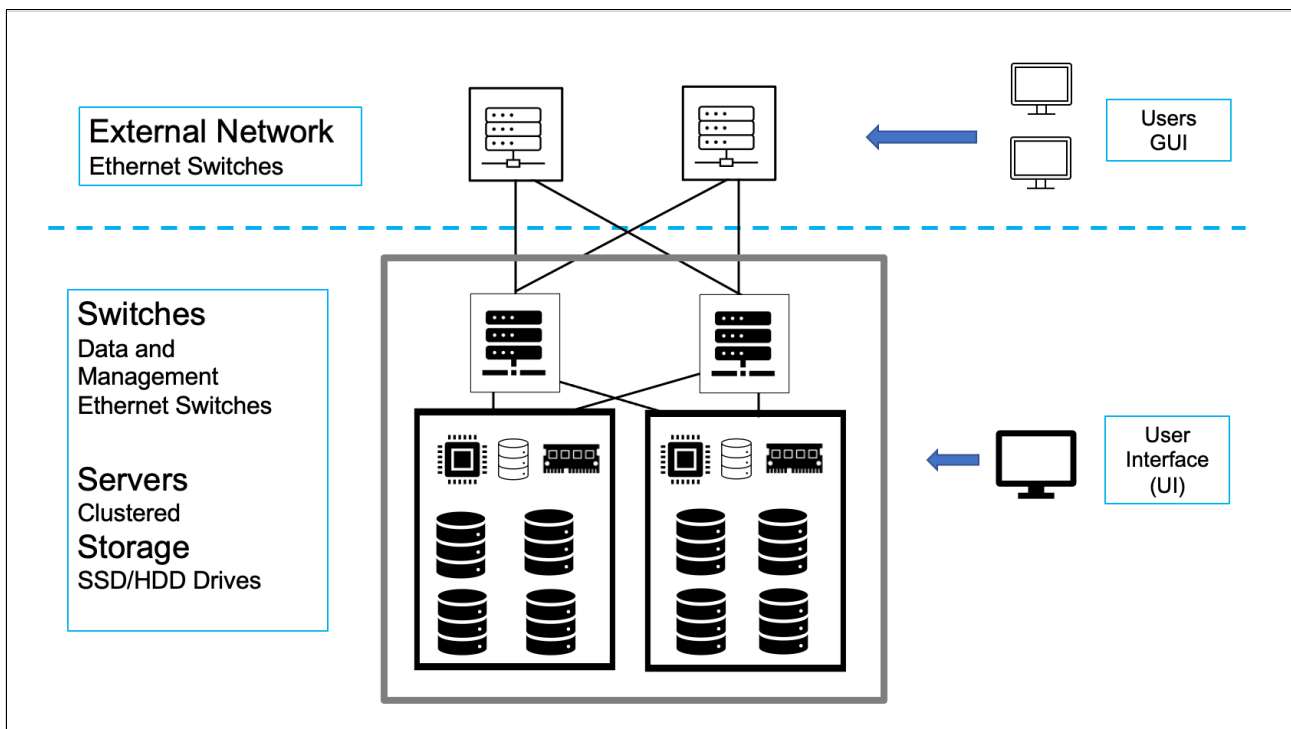 External Network
Ethernet Switches
Users
GUI
Switches
Data and
Management
Ethernet Switches
Servers
Clustered
Storage
SSD/HDD Drives
User
Interface
(UI)